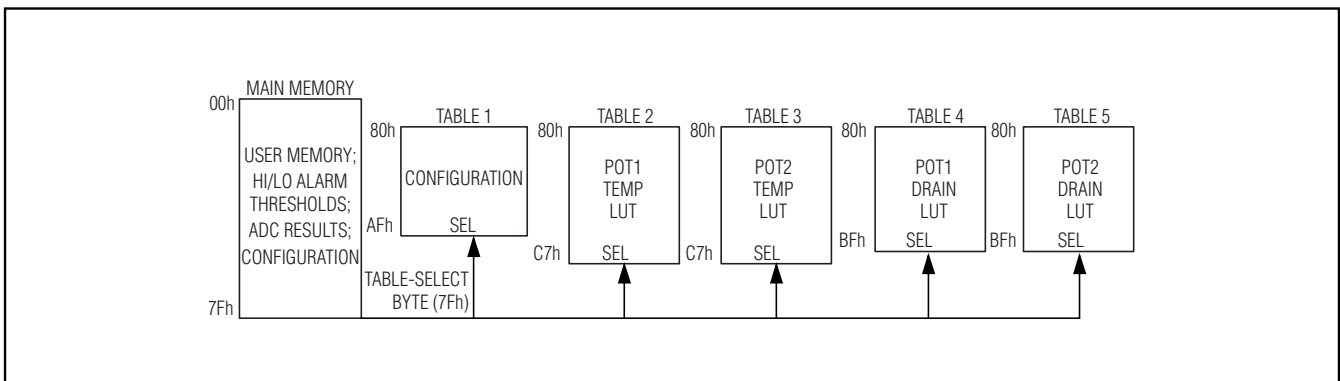 MAIN MEMORY
00h
USER MEMORY;
HI/LO ALARM
THRESHOLDS;
ADC RESULTS;
CONFIGURATION
7Fh
TABLE-SELECT
BYTE (7Fh)
TABLE 1
80h
CONFIGURATION
AFh
SEL
TABLE 2
80h
POT1
TEMP
LUT
C7h
SEL
TABLE 3
80h
POT2
TEMP
LUT
C7h
SEL
TABLE 4
80h
POT1
DRAIN
LUT
BFh
SEL
TABLE 5
80h
POT2
DRAIN
LUT
BFh
SEL